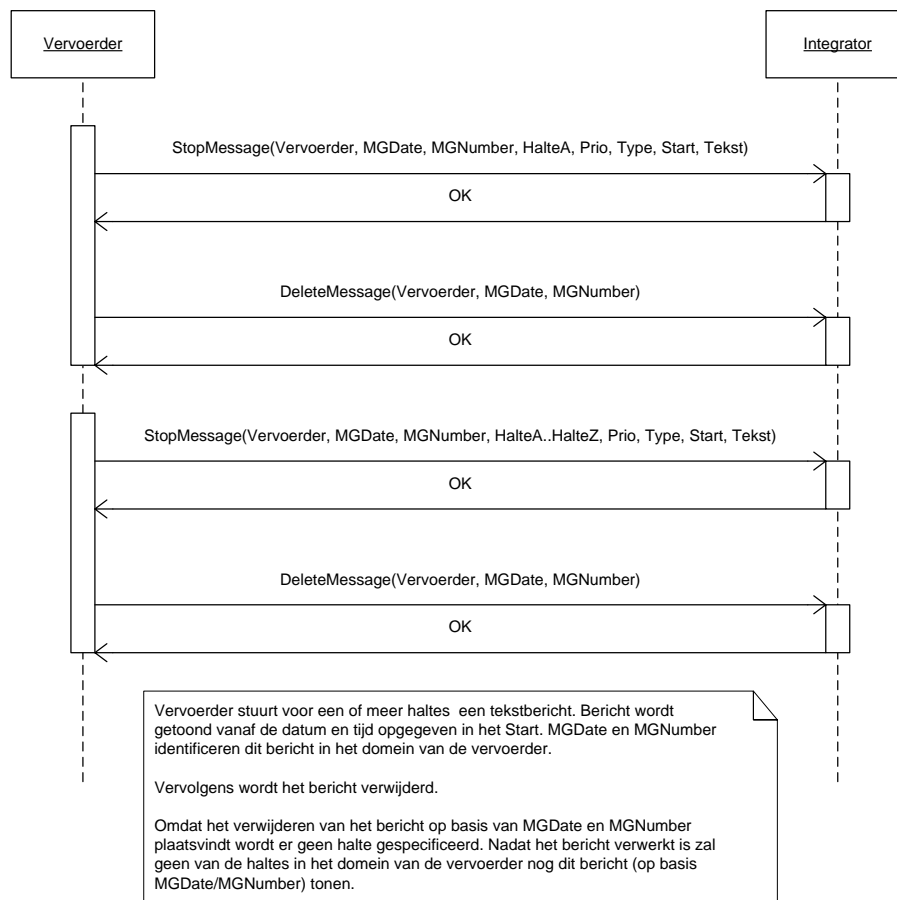 Vervoerder
Integrator
StopMessage(Vervoerder, MGDate, MGNumber, HalteA, Prio, Type, Start, Tekst)
OK
DeleteMessage(Vervoerder, MGDate, MGNumber)
OK
StopMessage(Vervoerder, MGDate, MGNumber, HalteA..HalteZ, Prio, Type, Start, Tekst)
OK
DeleteMessage(Vervoerder, MGDate, MGNumber)
OK
Vervoerder stuurt voor een of meer haltes een tekstbericht. Bericht wordt
getoond vanaf de datum en tijd opgegeven in het Start. MGDate en MGNumber
identificeren dit bericht in het domein van de vervoerder.
Vervolgens wordt het bericht verwijderd.
Omdat het verwijderen van het bericht op basis van MGDate en MGNumber
plaatsvindt wordt er geen halte gespecificeerd. Nadat het bericht verwerkt is zal
geen van de haltes in het domein van de vervoerder nog dit bericht (op basis
MGDate/MGNumber) tonen.